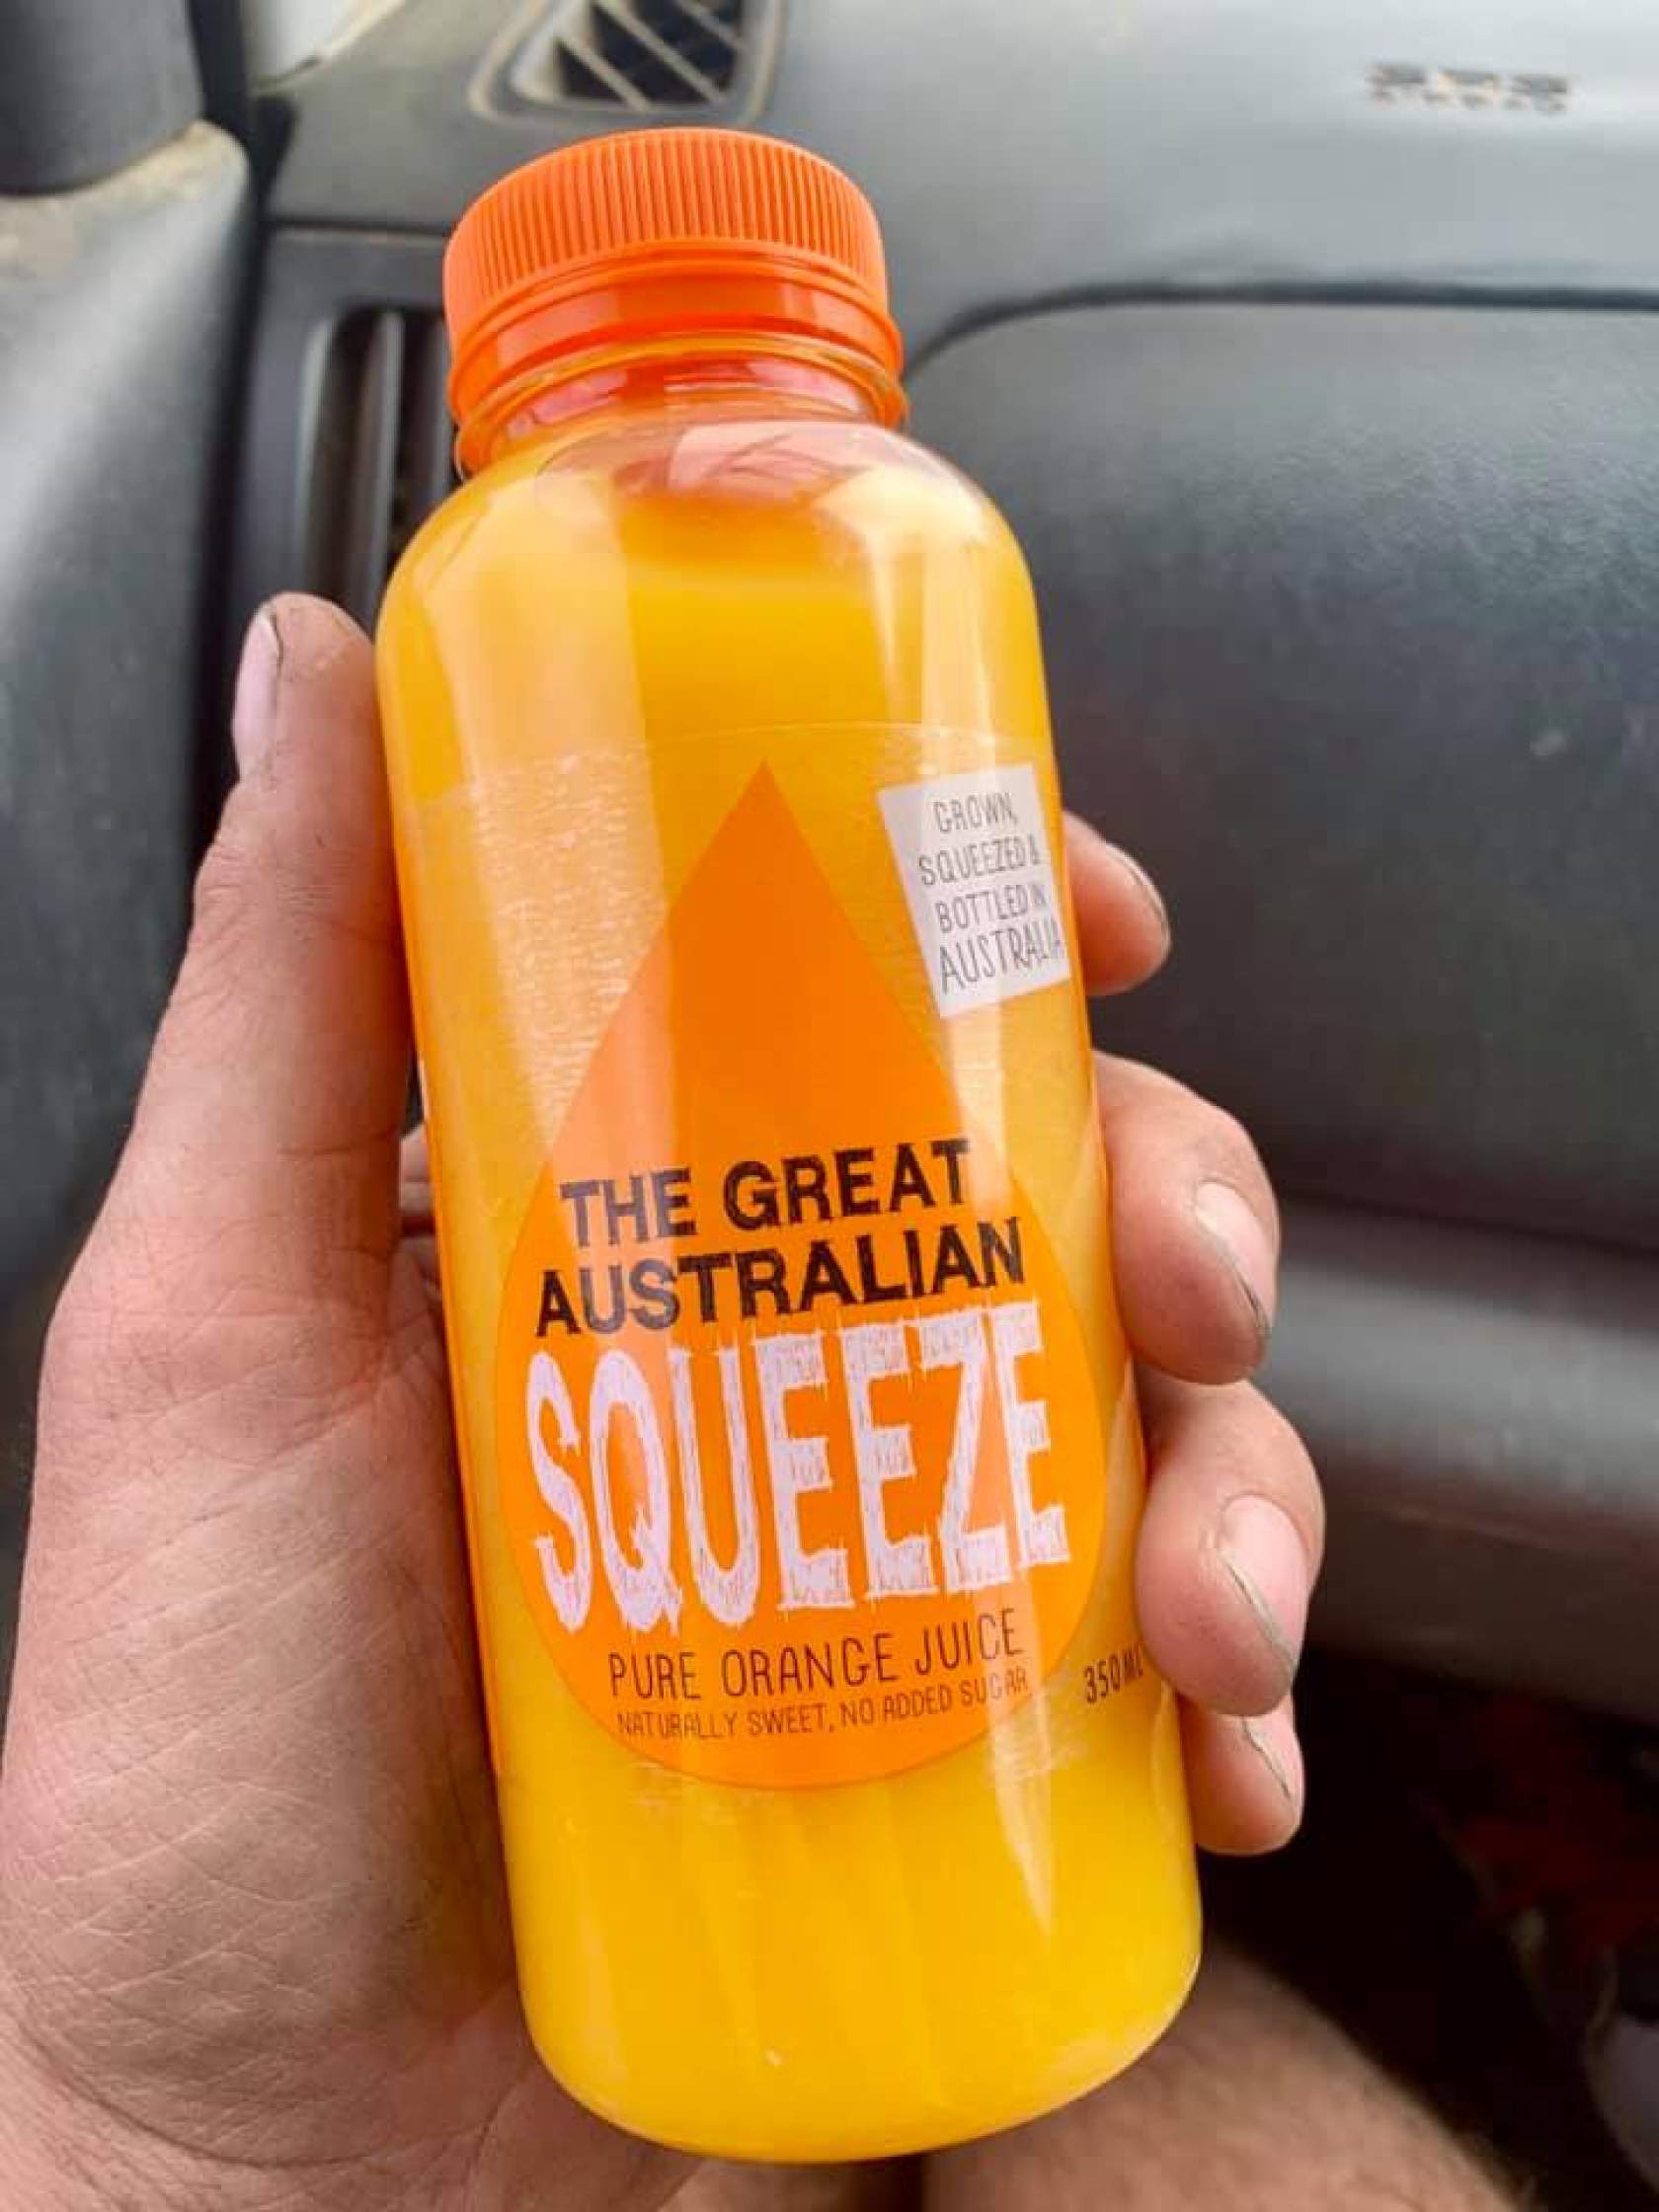 GROWN,
SQUEEZED &
BOTTLED IN
AUSTRALIA
THE GREAT
AUSTRALIAN
SQUEEZE
PURE ORANGE JUICE
NATURALLY SWEET, NO ADDED SUGAR
350ML